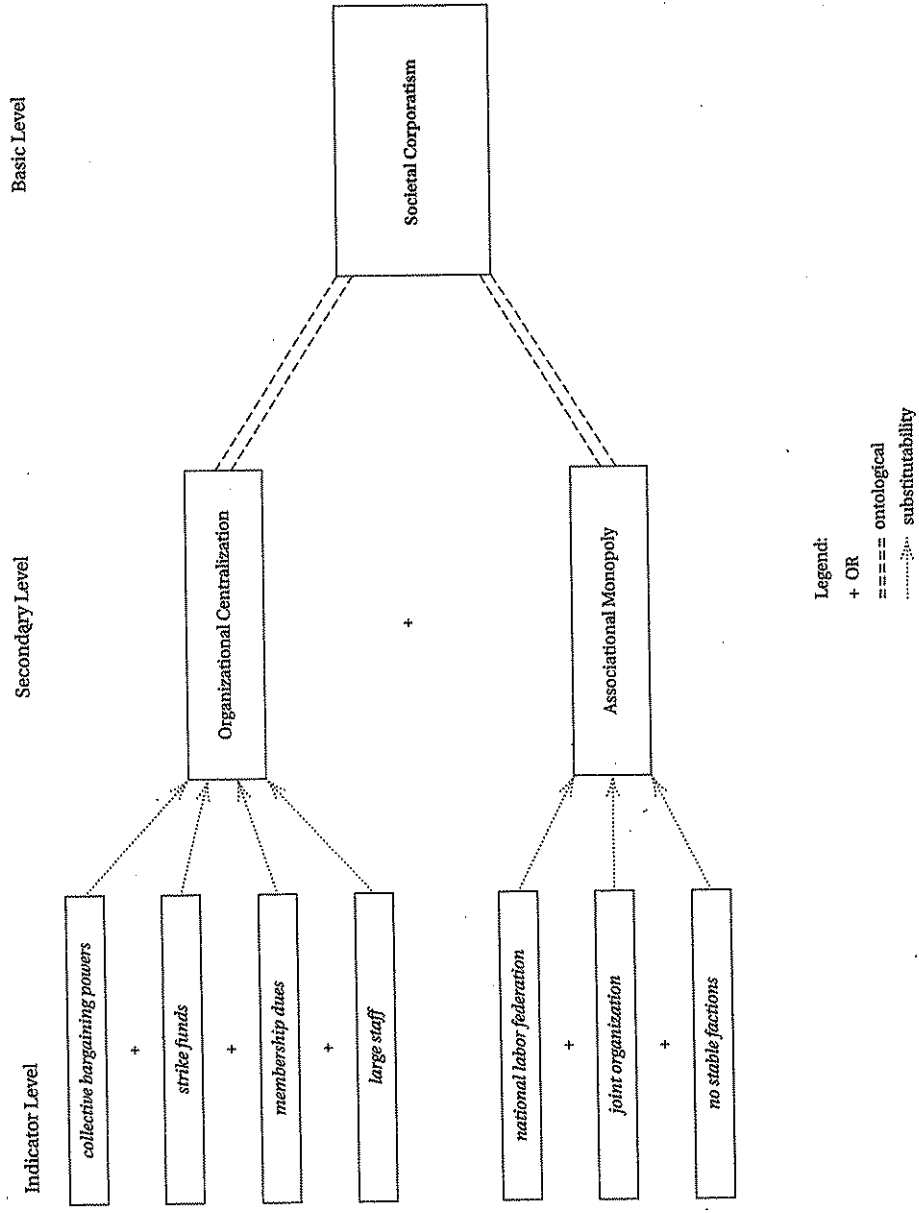 Indicator Level
Secondary Level
Basic Level
collective bargaining powers
+
strike funds
+
membership dues
+
large staff
national labor federation
+
joint organization
+
no stable factions
Organizational Centralization
+
Associational Monopoly
Societal Corporatism
Legend:
+ OR
===== ontological
substitutability